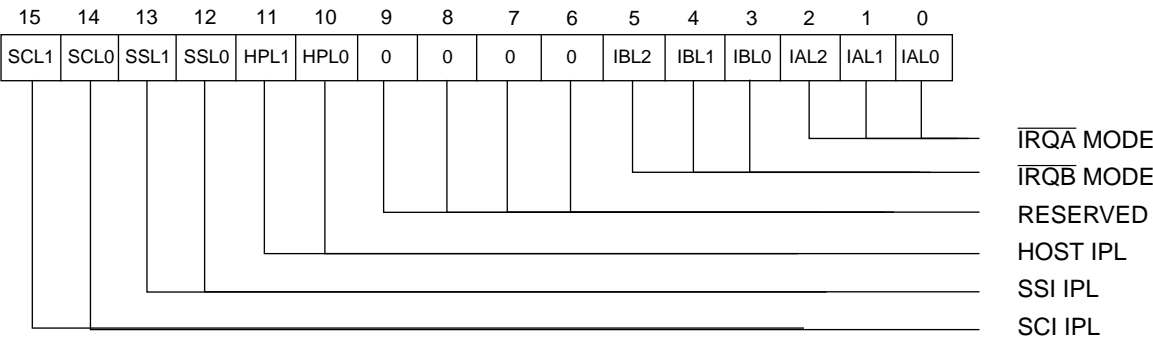 15 14 13 12 11 10 9 8 7 6 5 4 3 2 1 0
SCL1 SCL0 SSL1 SSL0 HPL1 HPL0 0 0 0 0 IBL2 IBL1 IBL0 IAL2 IAL1 IAL0
I̅R̅Q̅A̅ MODE
I̅R̅Q̅B̅ MODE
RESERVED
HOST IPL
SSI IPL
SCI IPL